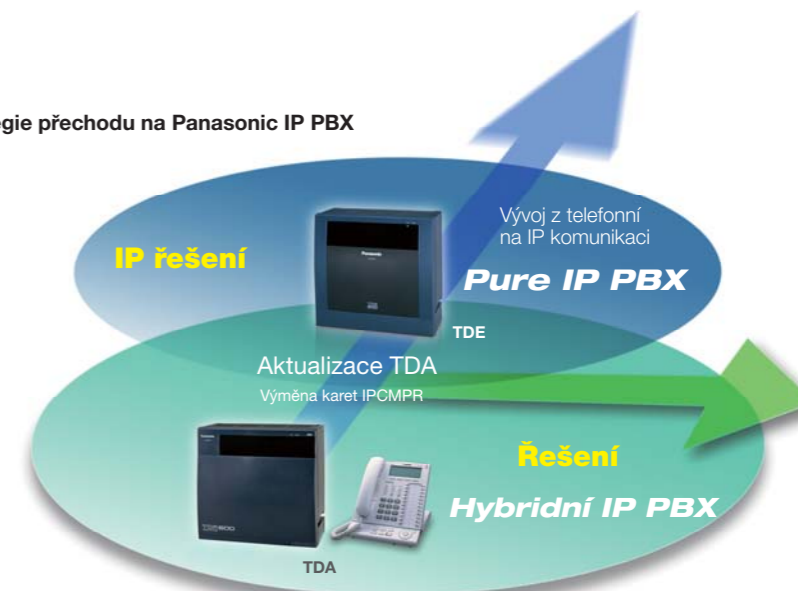 egie přechodu na Panasonic IP PBX
IP řešení
Vývoj z telefonní
na IP komunikaci
Pure IP PBX
Panasonic
TDE
Aktualizace TDA
Výměna karet IPCMPR
Řešení
Hybridní IP PBX
TDA